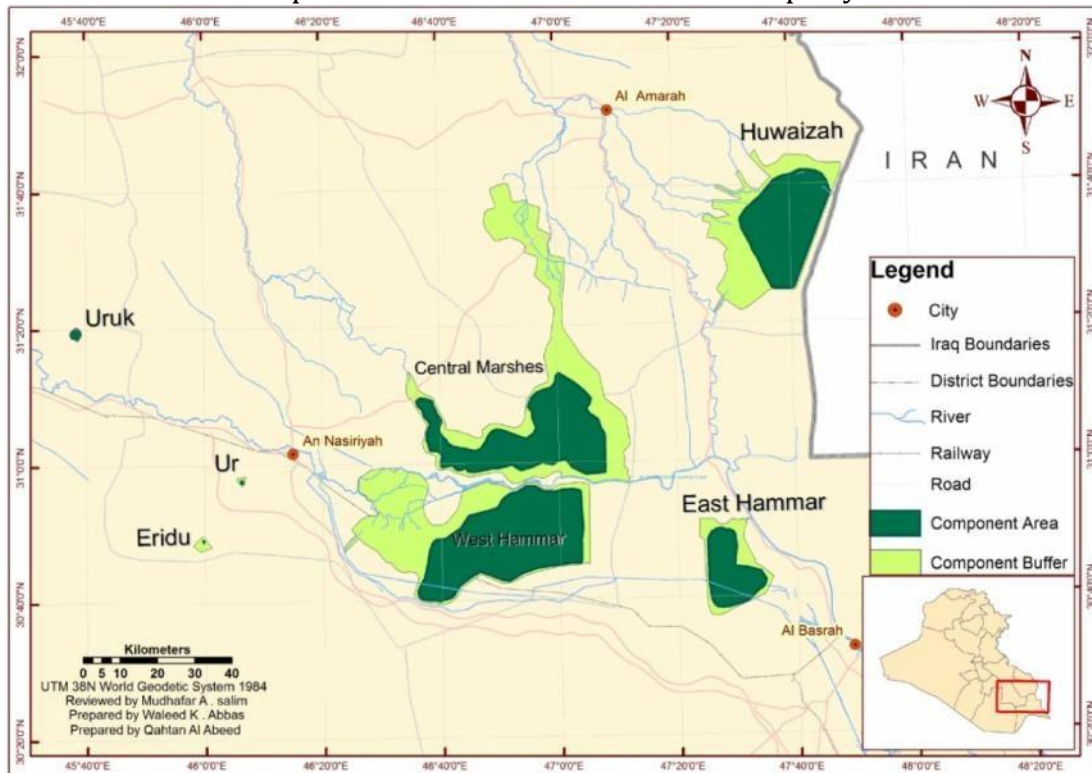 45°40'0"E 46°0'0"E 46°20'0"E 46°40'0"E 47°0'0"E 47°20'0"E 47°40'0"E 48°0'0"E 48°20'0"E
32°0'0"N
31°40'0"N
31°20'0"N
31°0'0"N
30°40'0"N
30°20'0"N
N
W E
S
Al Amarah
Huwaizah
I R A N
Uruk
Central Marshes
An Nasiriyah
Ur
Eridu
West Hammar
East Hammar
Al Basrah
Legend
City
Iraq Boundaries
District Boundaries
River
Railway
Road
Component Area
Component Buffer
Kilometers
0 5 10 20 30 40
UTM 38N World Geodetic System 1984
Reviewed by Mudhafar A . salim
Prepared by Waleed K . Abbas
Prepared by Qahtan Al Abeed
45°40'0"E 46°0'0"E 46°20'0"E 46°40'0"E 47°0'0"E 47°20'0"E 47°40'0"E 48°0'0"E 48°20'0"E